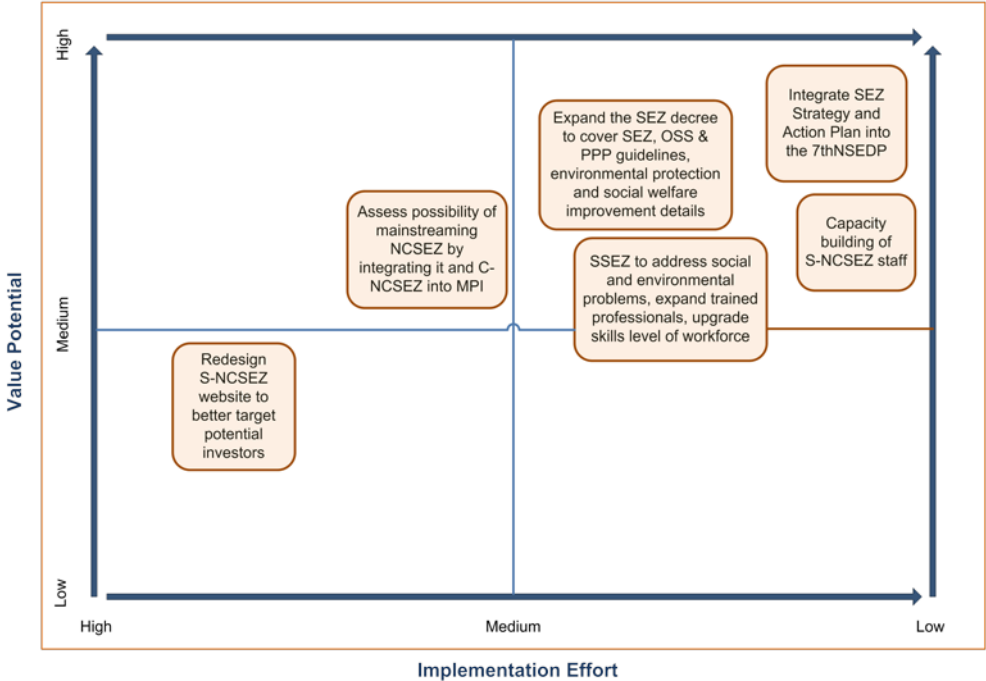 High
Integrate SEZ
Strategy and
Action Plan into
the 7thNSEDP
Expand the SEZ decree
to cover SEZ, OSS &
PPP guidelines,
environmental protection
and social welfare
improvement details
Assess possibility of
mainstreaming
NCSEZ by
integrating it and C-
NCSEZ into MPI
Capacity
building of
S-NCSEZ staff
SSEZ to address social
and environmental
problems, expand trained
professionals, upgrade
skills level of workforce
Medium
Value Potential
Redesign
S-NCSEZ
website to
better target
potential
investors
Low
High
Medium
Low
Implementation Effort